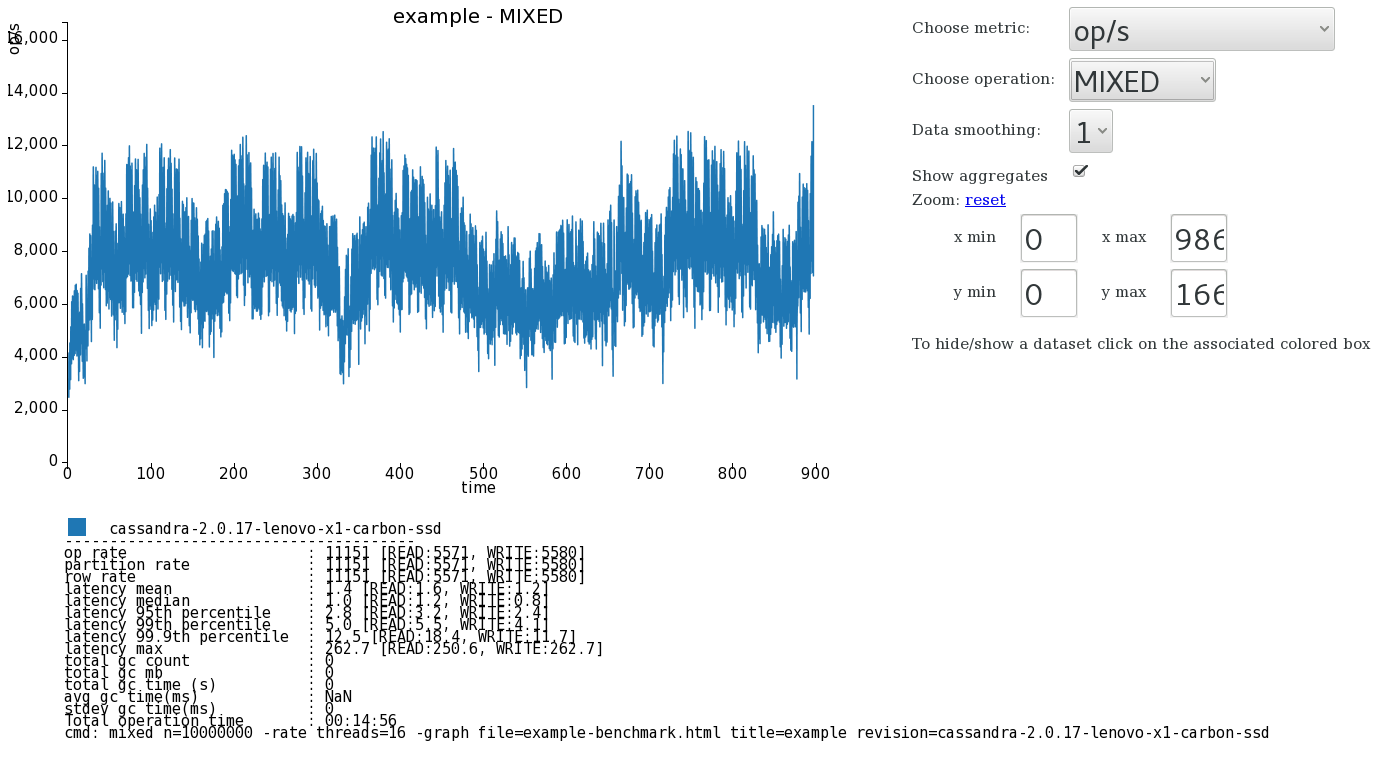 example - MIXED
op/s
16,000
14,000
12,000
10,000
8,000
6,000
4,000
2,000
0
0 100 200 300 400 500 600 700 800 900
time
Choose metric: op/s
Choose operation: MIXED
Data smoothing: 1
Show aggregates
Zoom: reset
x min 0 x max 986
y min 0 y max 166
To hide/show a dataset click on the associated colored box
cassandra-2.0.17-lenovo-x1-carbon-ssd
---------------------------------------
op rate : 11151 [READ:5571, WRITE:5580]
partition rate : 11151 [READ:5571, WRITE:5580]
row rate : 11151 [READ:5571, WRITE:5580]
latency mean : 1.4 [READ:1.6, WRITE:1.2]
latency median : 1.0 [READ:1.2, WRITE:0.8]
latency 95th percentile : 2.8 [READ:3.2, WRITE:2.4]
latency 99th percentile : 5.0 [READ:5.5, WRITE:4.1]
latency 99.9th percentile : 12.5 [READ:18.4, WRITE:11.7]
latency max : 262.7 [READ:250.6, WRITE:262.7]
total gc count : 0
total gc mb : 0
total gc time (s) : 0
avg gc time(ms) : NaN
stdev gc time(ms) : 0
Total operation time : 00:14:56
cmd: mixed n=10000000 -rate threads=16 -graph file=example-benchmark.html title=example revision=cassandra-2.0.17-lenovo-x1-carbon-ssd